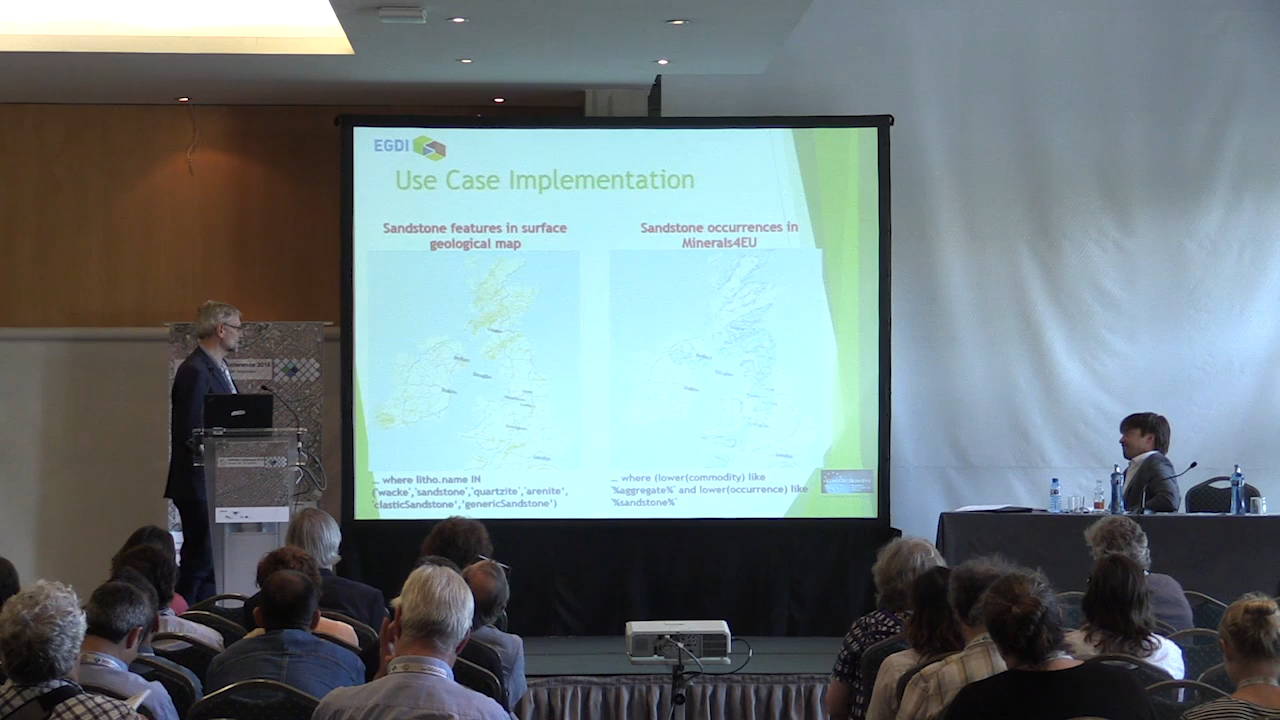 EGDI
Use Case Implementation
Sandstone features in surface
geological map
Sandstone occurrences in
Minerals4EU
... where litho.name IN
('wacke','sandstone','quartzite','arenite',
'clasticSandstone','genericSandstone')
... where (lower(commodity) like
'%aggregate%' and lower(occurrence) like
'%sandstone%'